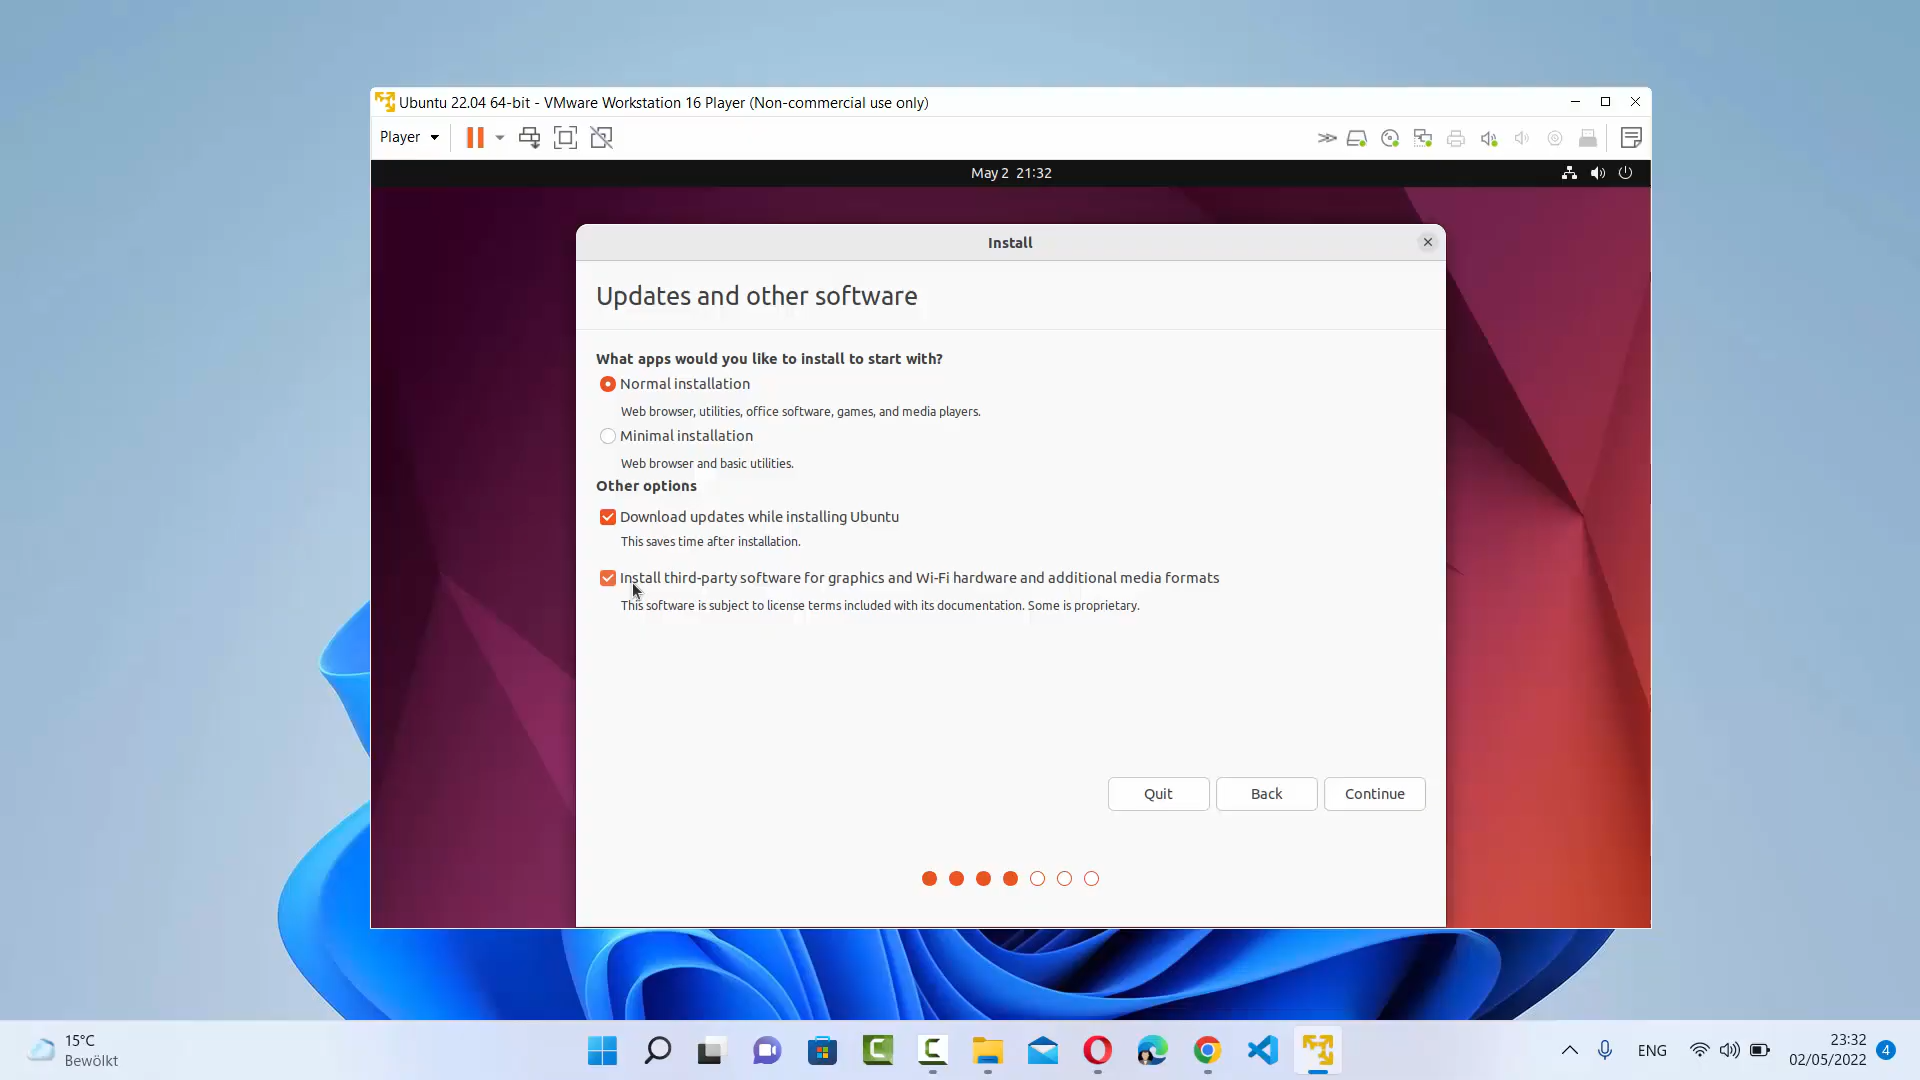 Ubuntu 22.04 64-bit - VMware Workstation 16 Player (Non-commercial use only)
Player
May 2 21:32
Install
Updates and other software
What apps would you like to install to start with?
Normal installation
Web browser, utilities, office software, games, and media players.
Minimal installation
Web browser and basic utilities.
Other options
Download updates while installing Ubuntu
This saves time after installation.
Install third-party software for graphics and Wi-Fi hardware and additional media formats
This software is subject to license terms included with its documentation. Some is proprietary.
Quit Back Continue
15°C
Bewölkt
ENG
23:32
02/05/2022
4